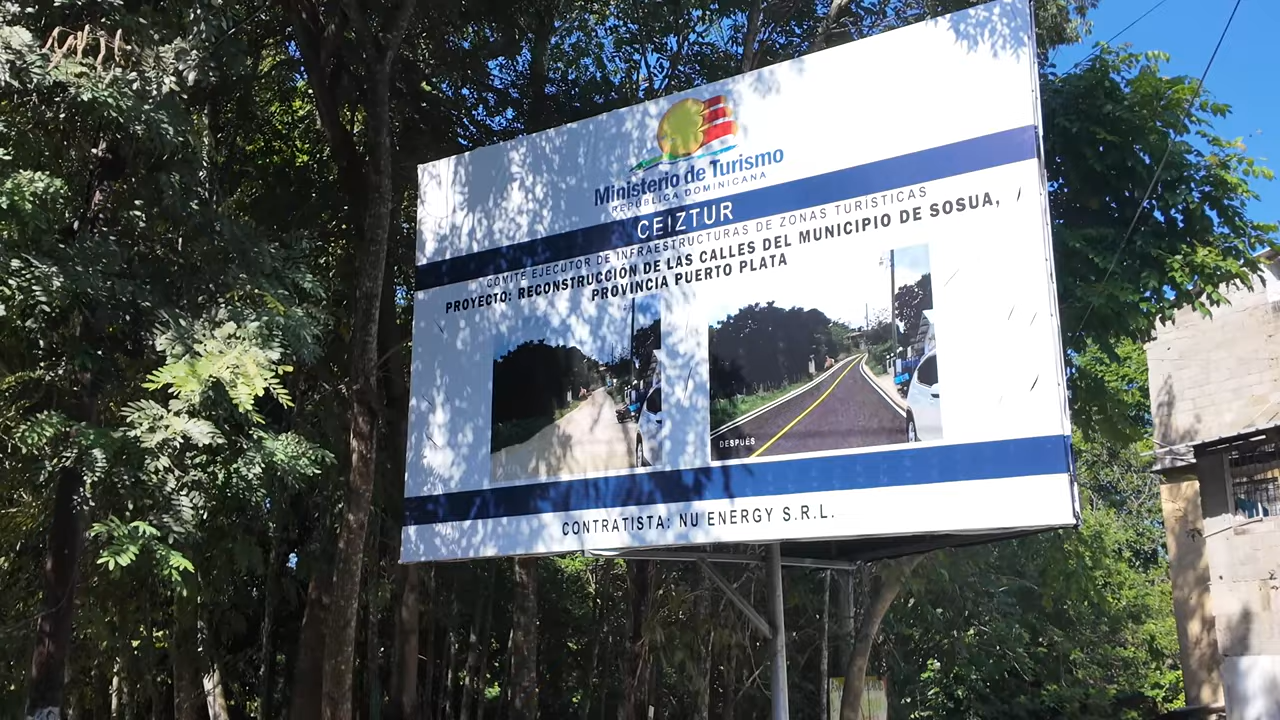 Ministerio de Turismo
REPÚBLICA DOMINICANA
CEIZTUR
COMITÉ EJECUTOR DE INFRAESTRUCTURAS DE ZONAS TURÍSTICAS
PROYECTO: RECONSTRUCCIÓN DE LAS CALLES DEL MUNICIPIO DE SOSUA,
PROVINCIA PUERTO PLATA
DESPUÉS
CONTRATISTA: NU ENERGY S.R.L.